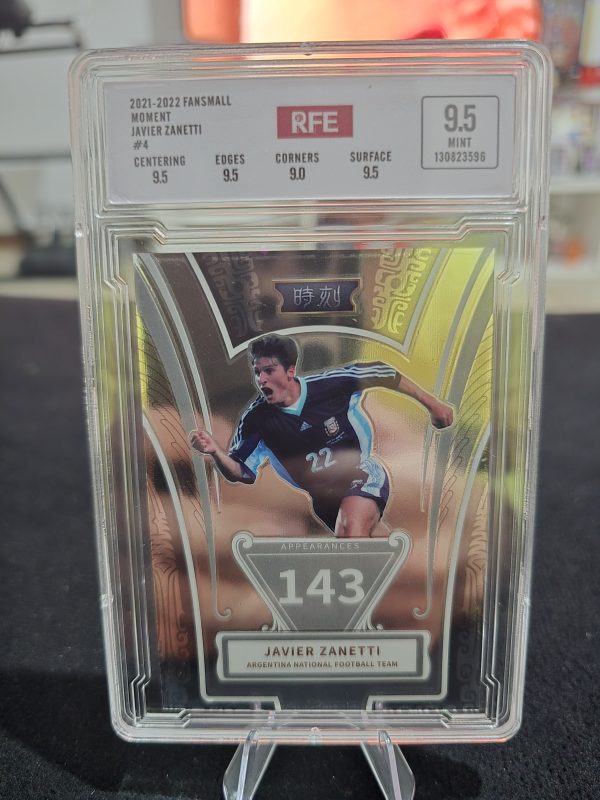 2021-2022 FANSMALL
MOMENT
JAVIER ZANETTI
#4
CENTERING EDGES CORNERS SURFACE
9.5 9.5 9.0 9.5
RFE
9.5
MINT
130823596
時刻
22
APPEARANCES
143
JAVIER ZANETTI
ARGENTINA NATIONAL FOOTBALL TEAM